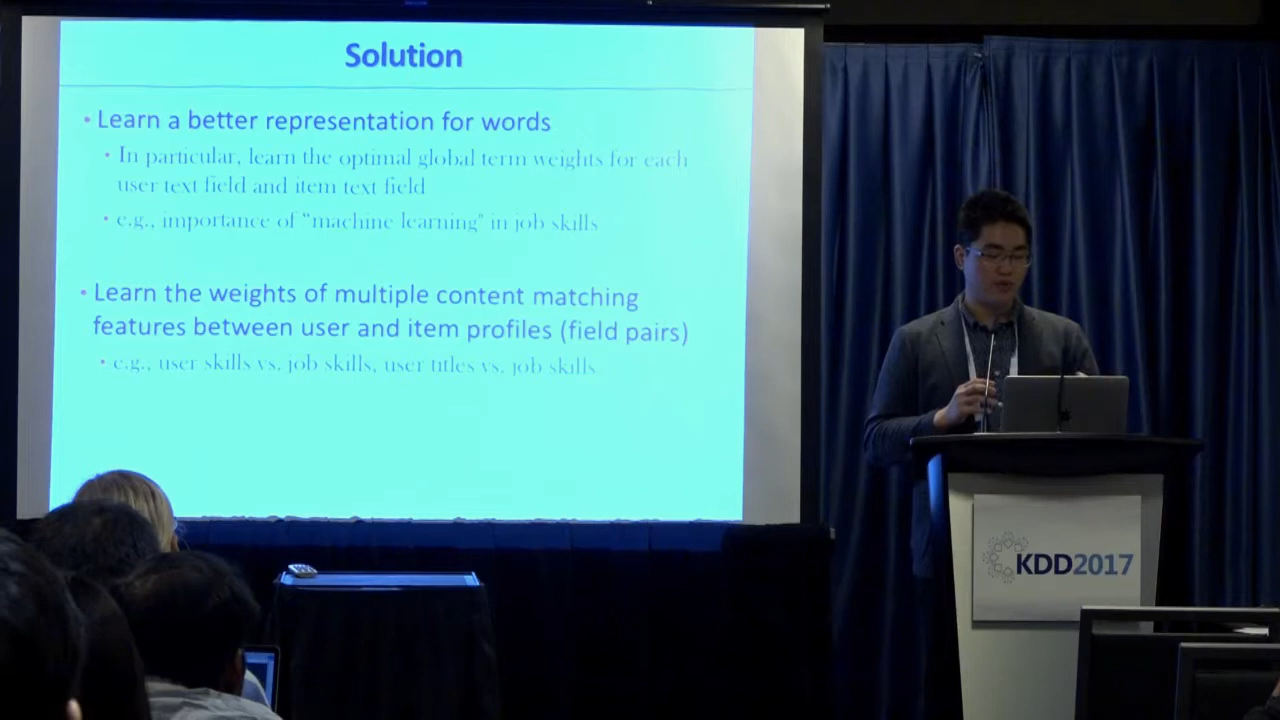 Solution
• Learn a better representation for words
• In particular, learn the optimal global term weights for each
user text field and item text field
• e.g., importance of "machine learning" in job skills
• Learn the weights of multiple content matching
features between user and item profiles (field pairs)
• e.g., user skills vs. job skills, user titles vs. job skills
KDD2017